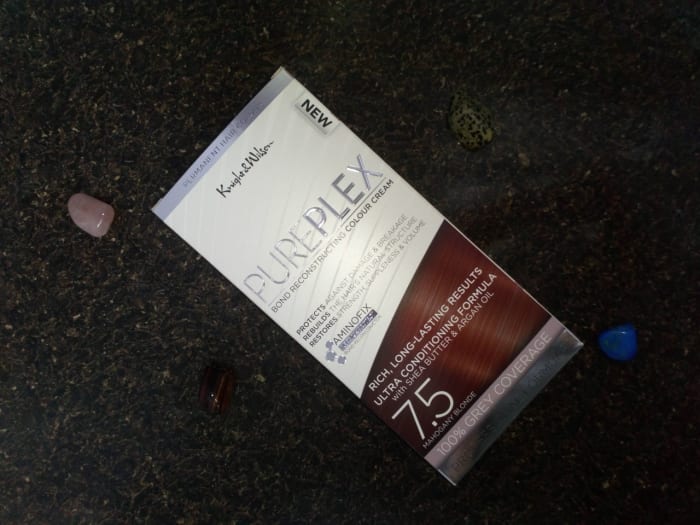 PERMANENT HAIR COLOUR
NEW
Knight & Wilson
PUREPLEX
BOND RECONSTRUCTING COLOUR CREAM
PROTECTS AGAINST DAMAGE & BREAKAGE
REBUILDS THE HAIR'S NATURAL STRUCTURE
RESTORES STRENGTH, SUPPLENESS & VOLUME
AMINOFIX
RICH, LONG-LASTING RESULTS
ULTRA CONDITIONING FORMULA
with SHEA BUTTER & ARGAN OIL
7.5
MAHOGANY BLONDE
100% GREY COVERAGE